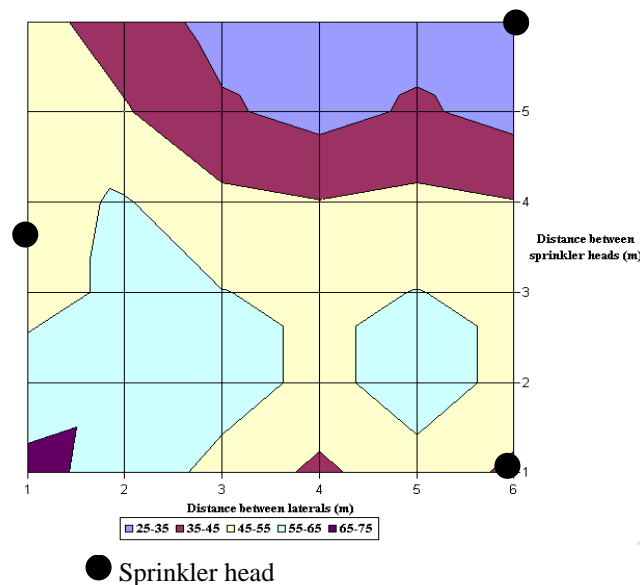 5
4
Distance between
sprinkler heads (m)
3
2
1
1 2 3 4 5 6
Distance between laterals (m)
25-35 35-45 45-55 55-65 65-75
Sprinkler head